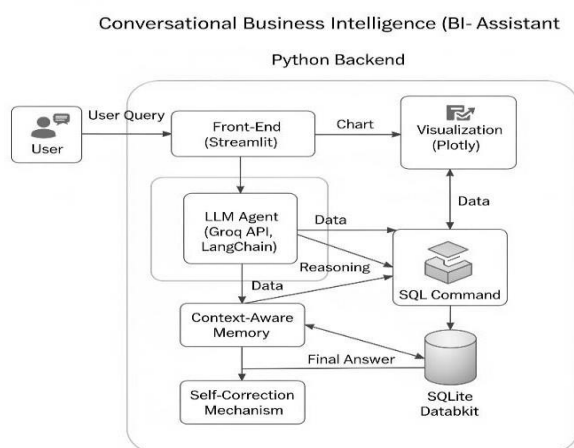 Conversational Business Intelligence (BI- Assistant
Python Backend
User Query
User
Front-End
(Streamlit)
Chart
Visualization
(Plotly)
LLM Agent
(Groq API,
LangChain)
Data
Data
Reasoning
SQL Command
Data
Context-Aware
Memory
Final Answer
Self-Correction
Mechanism
SQLite
Databkit